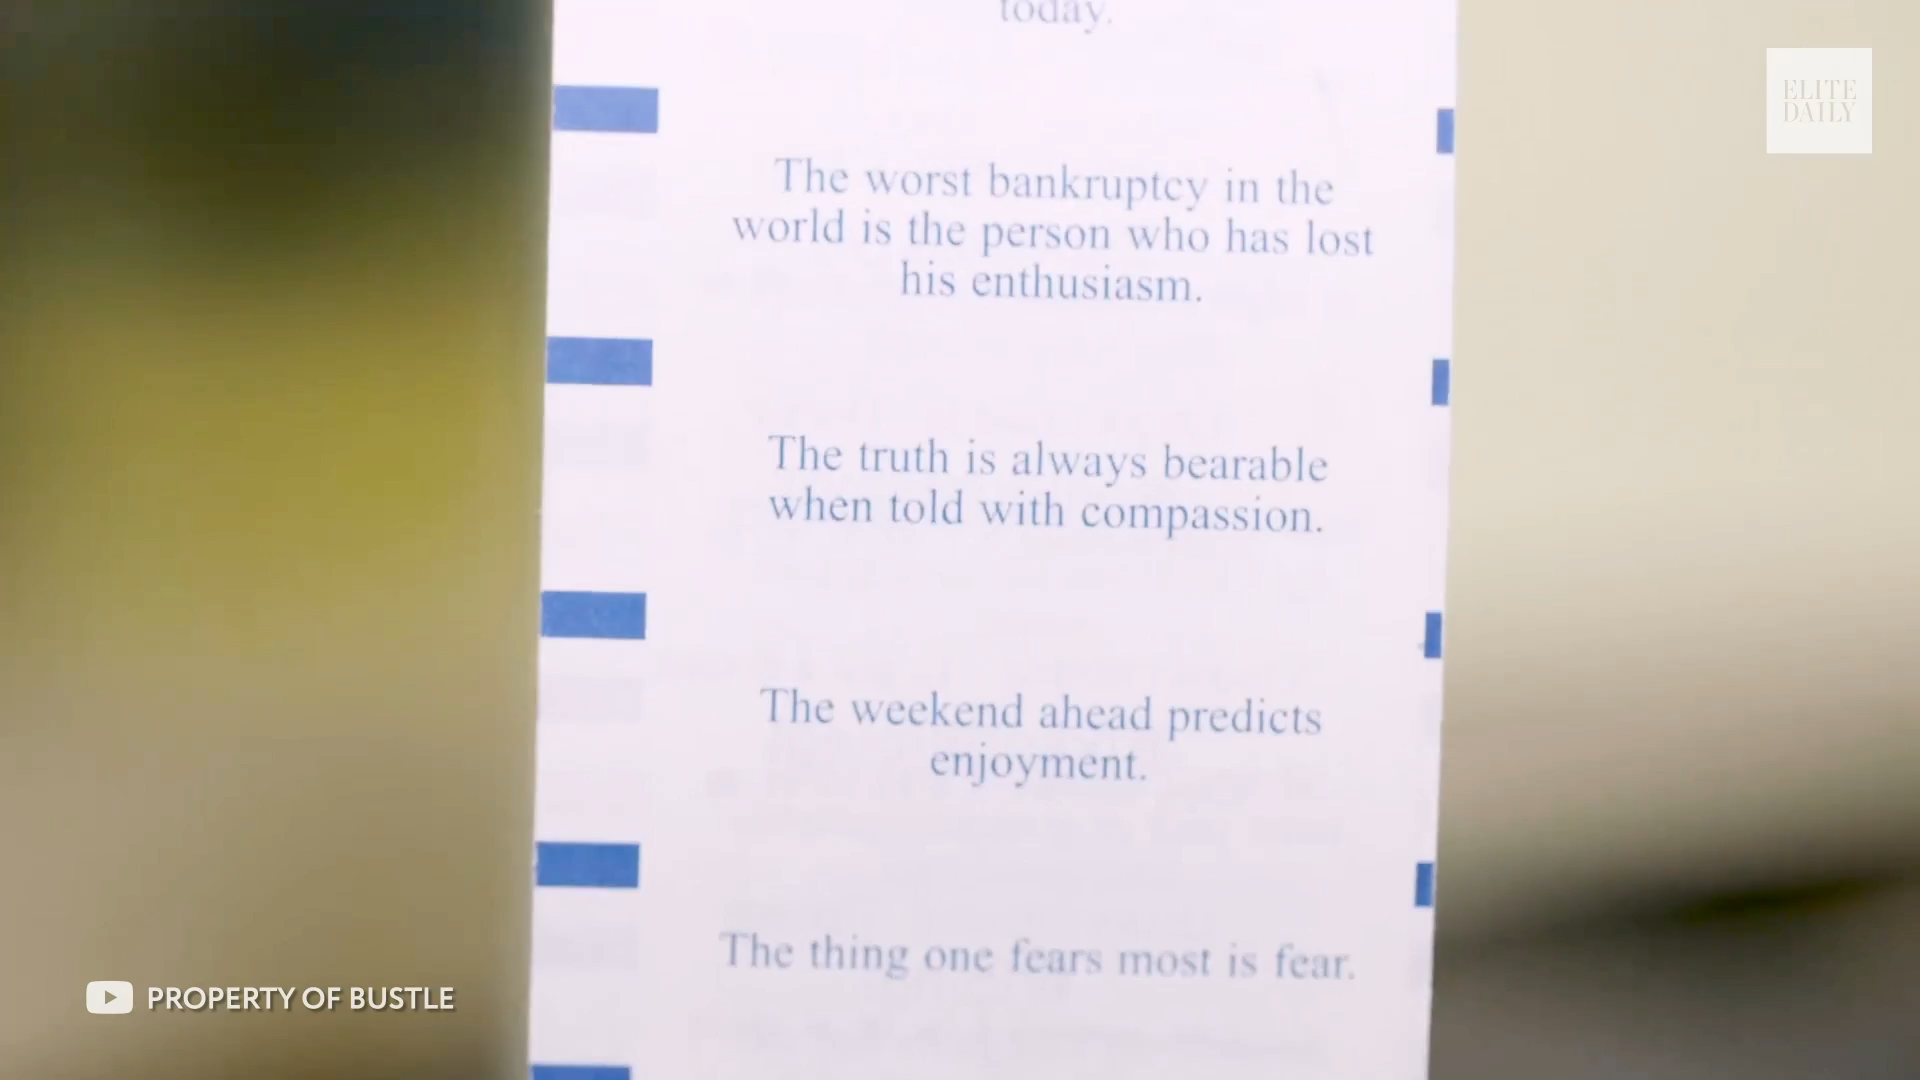 today.
ELITE
DAILY
The worst bankruptcy in the
world is the person who has lost
his enthusiasm.
The truth is always bearable
when told with compassion.
The weekend ahead predicts
enjoyment.
The thing one fears most is fear.
PROPERTY OF BUSTLE